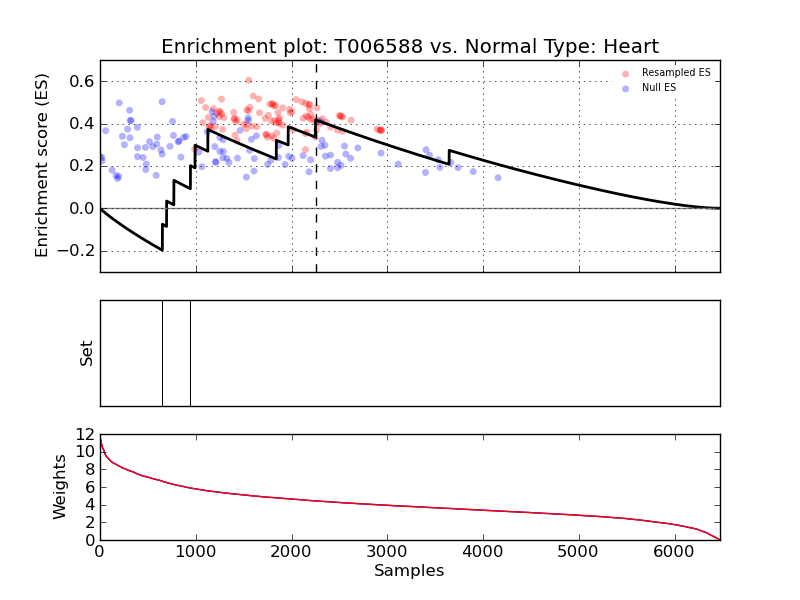 Enrichment plot: T006588 vs. Normal Type: Heart
Enrichment score (ES)
0.6
0.4
0.2
0.0
−0.2
Resampled ES
Null ES
Set
Weights
12
10
8
6
4
2
0
0 1000 2000 3000 4000 5000 6000
Samples